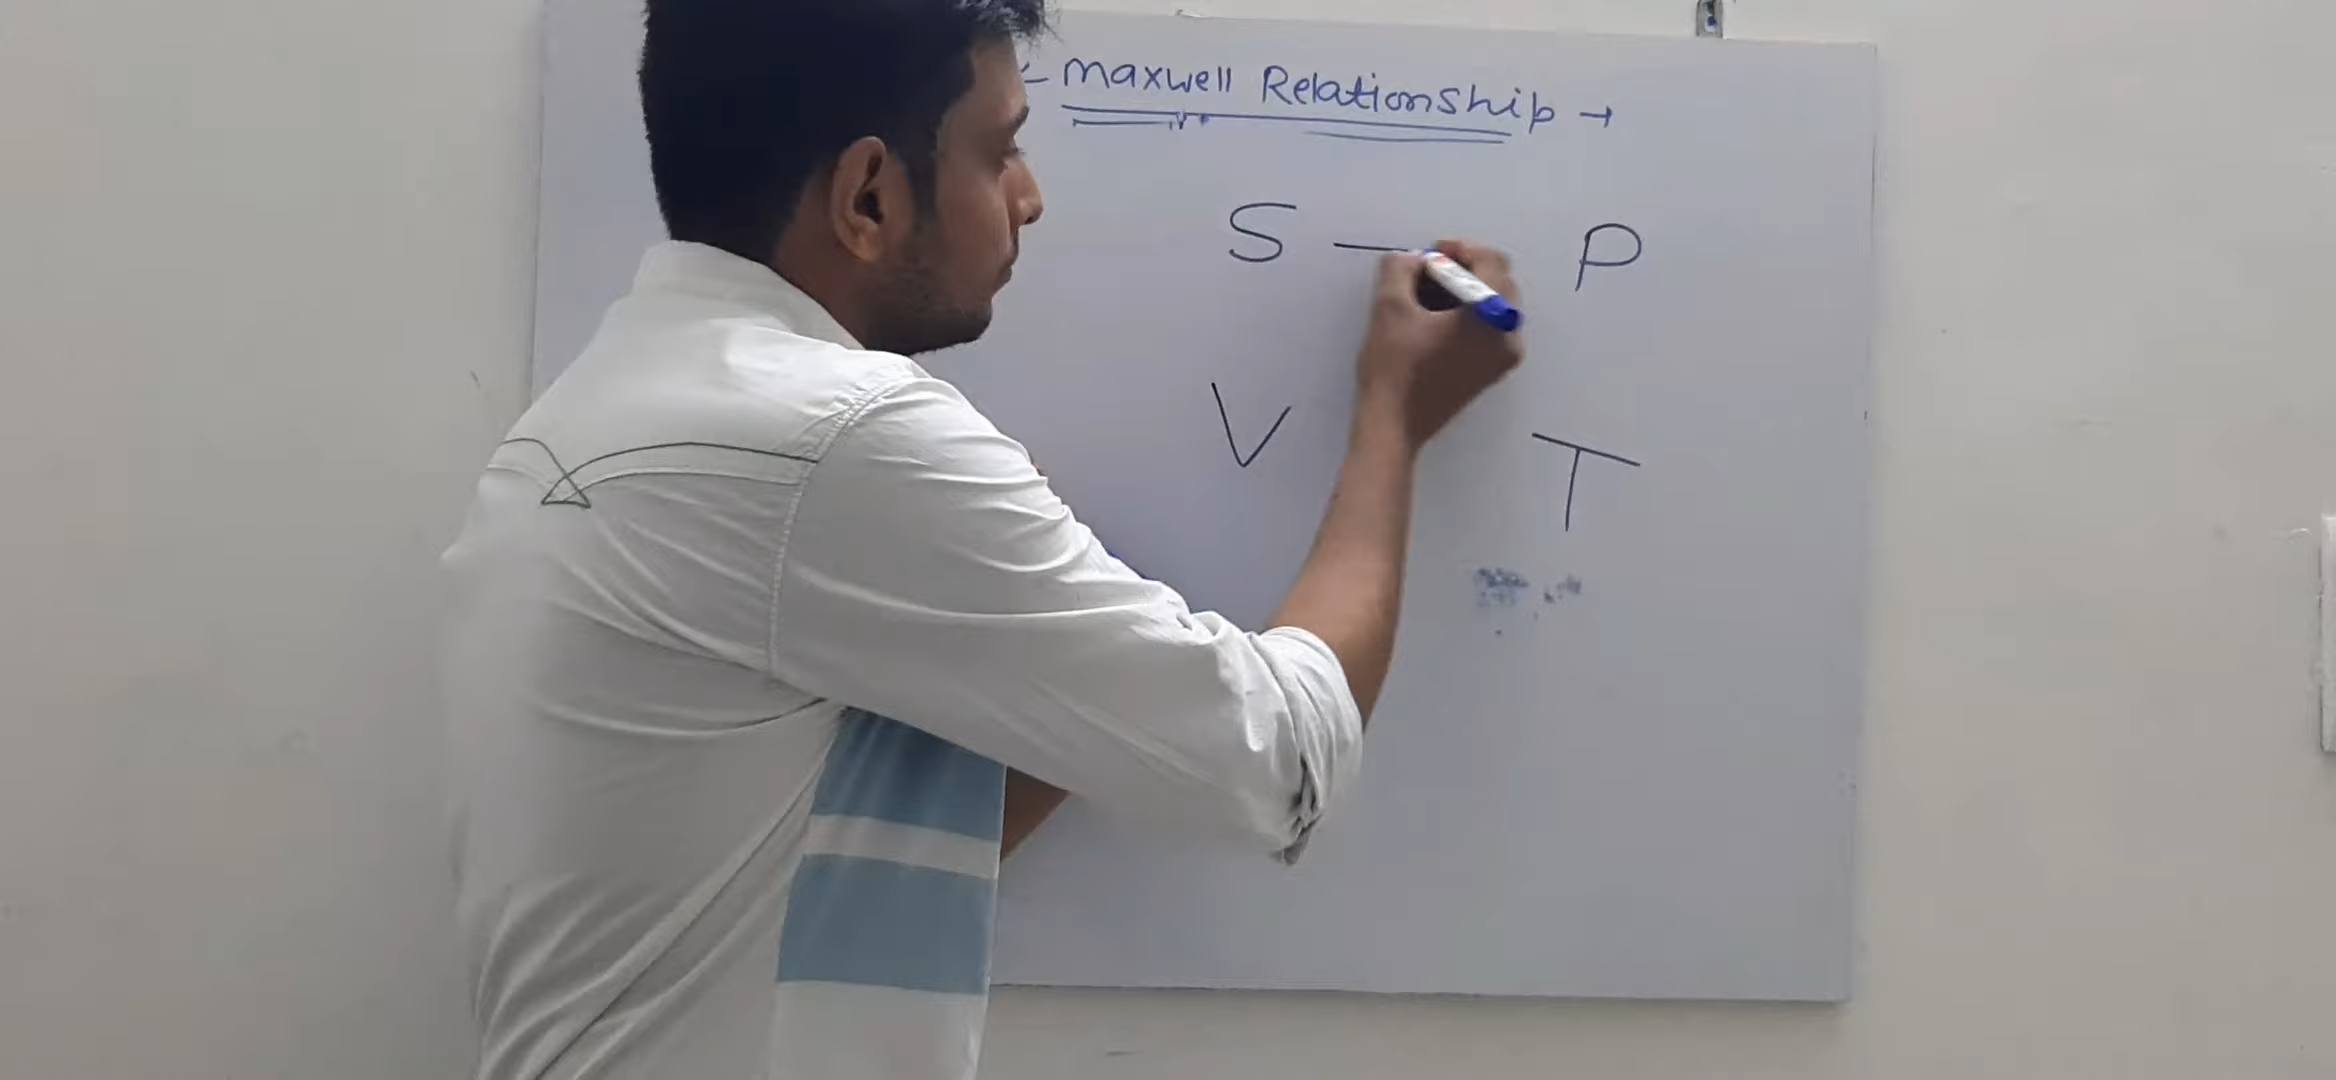 Maxwell Relationship →
S — P
V T